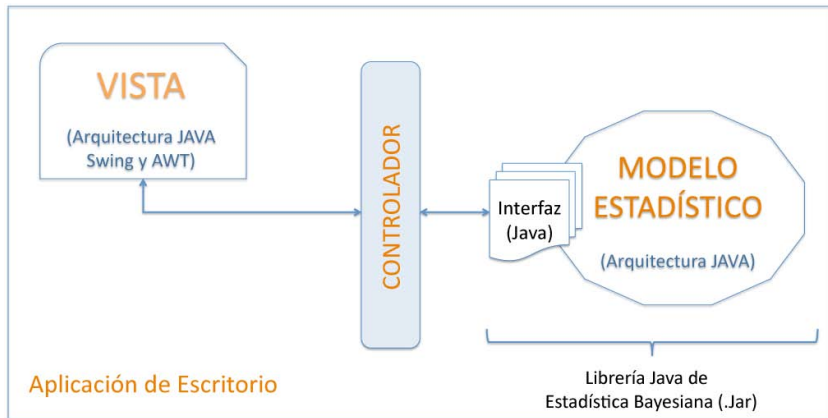 VISTA
(Arquitectura JAVA
Swing y AWT)
CONTROLADOR
Interfaz
(Java)
MODELO
ESTADÍSTICO
(Arquitectura JAVA)
Aplicación de Escritorio
Librería Java de
Estadística Bayesiana (.Jar)